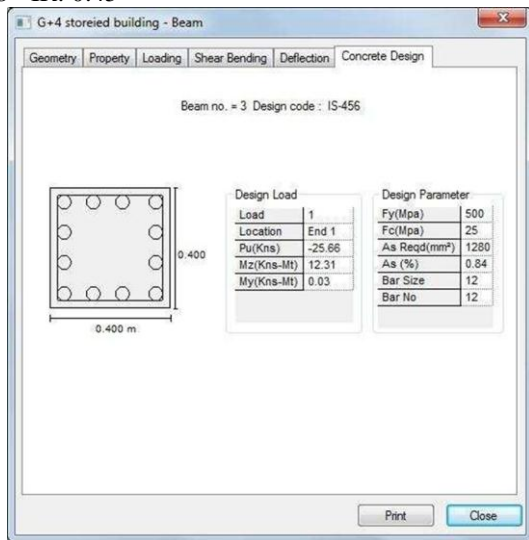 G+4 storeied building - Beam
Geometry Property Loading Shear Bending Deflection Concrete Design
Beam no. = 3 Design code : IS-456
Design Load
Load 1
Location End 1
Pu(Kns) -25.66
Mz(Kns-Mt) 12.31
My(Kns-Mt) 0.03
Design Parameter
Fy(Mpa) 500
Fc(Mpa) 25
As Reqd(mm²) 1280
As (%) 0.84
Bar Size 12
Bar No 12
0.400
0.400 m
Print Close